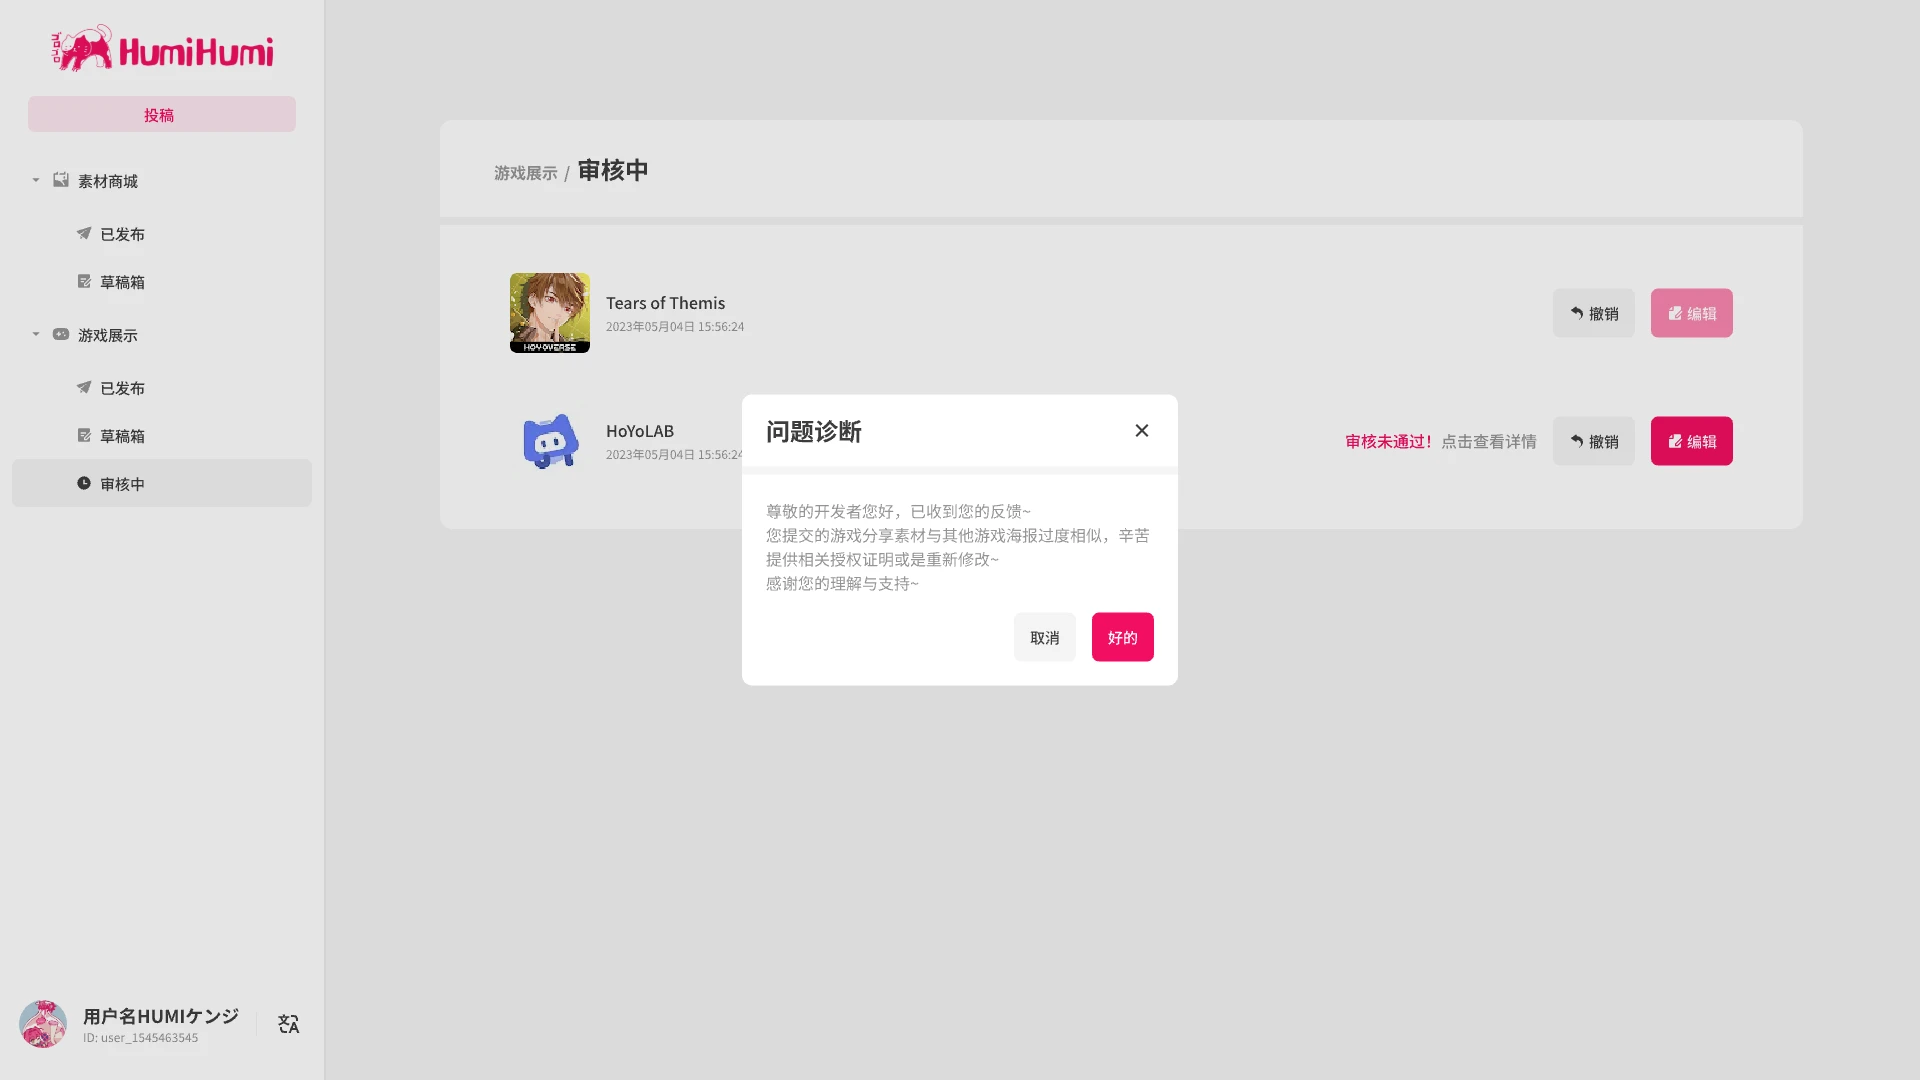 HumiHumi
投稿
素材商城
已发布
草稿箱
游戏展示
已发布
草稿箱
审核中
用户名HUMIケンジ
ID: user_1545463545
游戏展示 / 审核中
HOYOVERSE
Tears of Themis
2023年05月04日 15:56:24
撤销
编辑
HoYoLAB
2023年05月04日 15:56:24
审核未通过！点击查看详情
撤销
编辑
问题诊断
尊敬的开发者您好，已收到您的反馈~
您提交的游戏分享素材与其他游戏海报过度相似，辛苦
提供相关授权证明或是重新修改~
感谢您的理解与支持~
取消
好的